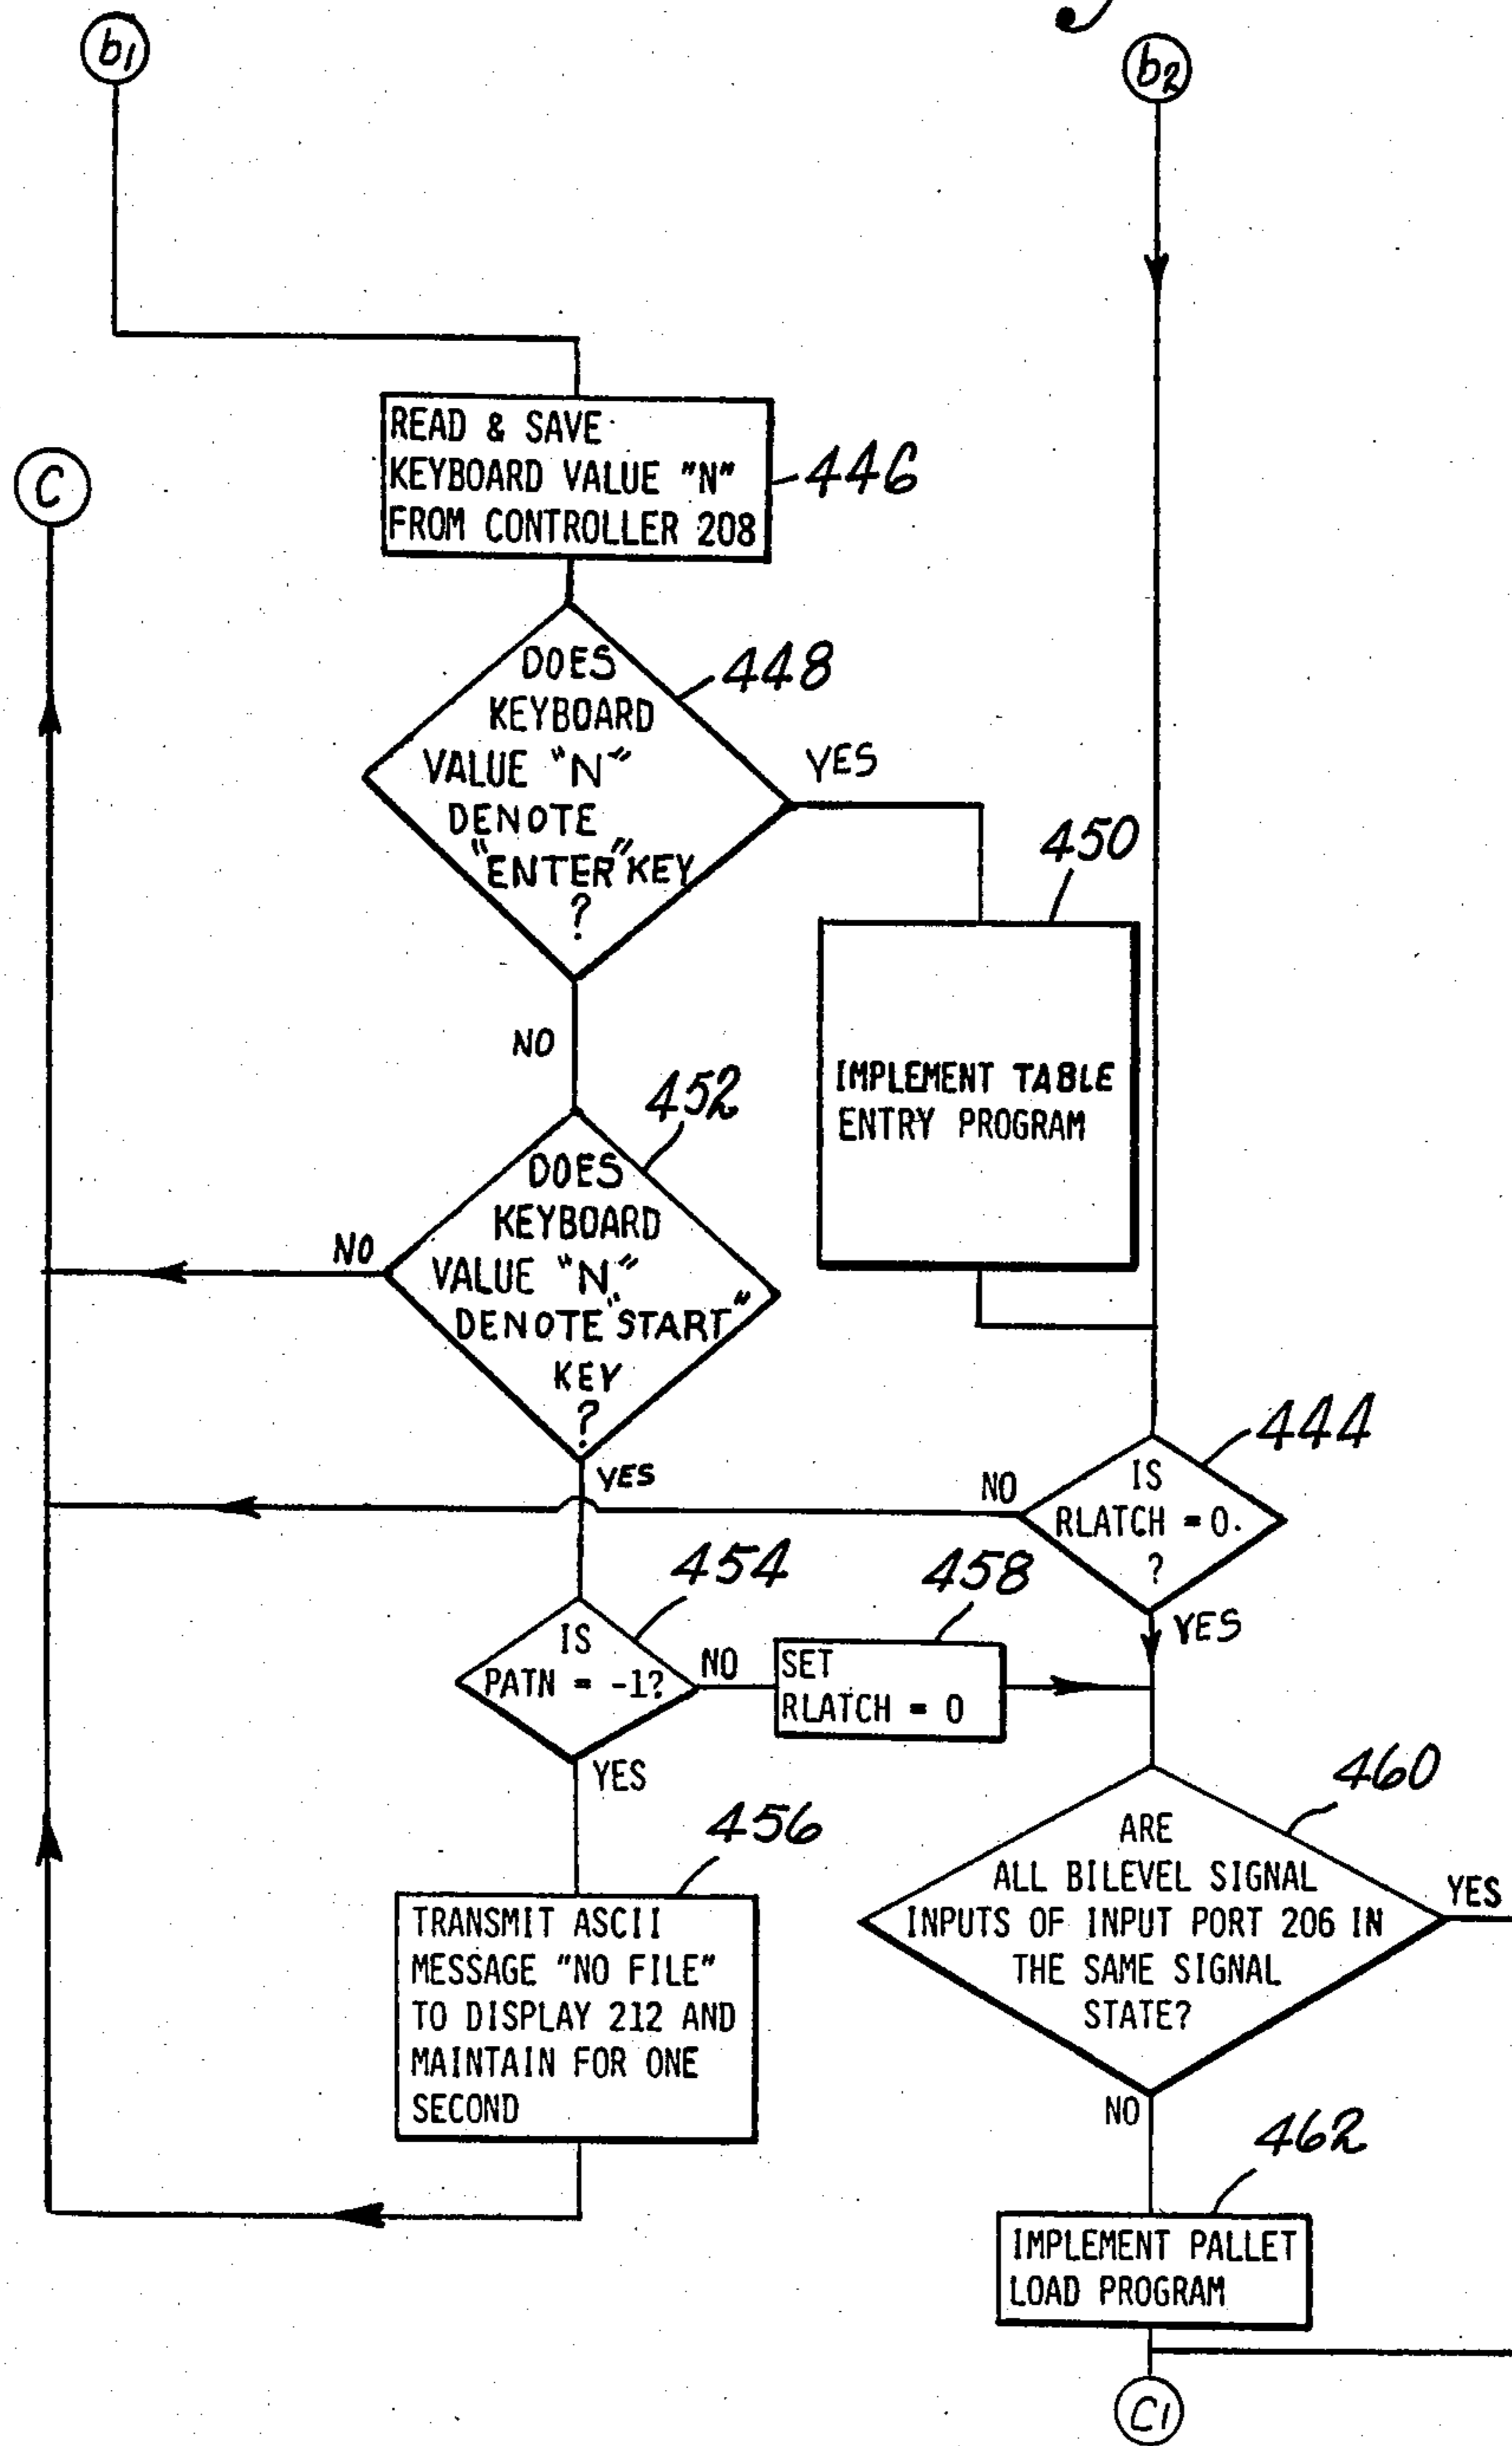 b1
b2
READ & SAVE
KEYBOARD VALUE "N"
FROM CONTROLLER 208
446
C
DOES
KEYBOARD
VALUE "N"
DENOTE
"ENTER" KEY
?
448
YES
NO
450
IMPLEMENT TABLE
ENTRY PROGRAM
452
DOES
KEYBOARD
VALUE "N"
DENOTE "START"
KEY
?
NO
YES
444
IS
RLATCH = 0.
?
NO
YES
454
IS
PATN = -1?
NO
YES
458
SET
RLATCH = 0
456
TRANSMIT ASCII
MESSAGE "NO FILE"
TO DISPLAY 212 AND
MAINTAIN FOR ONE
SECOND
460
ARE
ALL BILEVEL SIGNAL
INPUTS OF INPUT PORT 206 IN
THE SAME SIGNAL
STATE?
YES
NO
462
IMPLEMENT PALLET
LOAD PROGRAM
C1